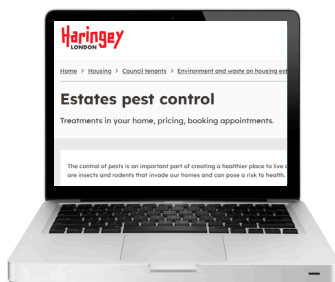 Haringey
LONDON
Home > Housing > Council tenants > Environment and waste on housing est
Estates pest control
Treatments in your home, pricing, booking appointments.
The control of pests is an important part of creating a healthier place to live
are insects and rodents that invade our homes and can pose a risk to health.